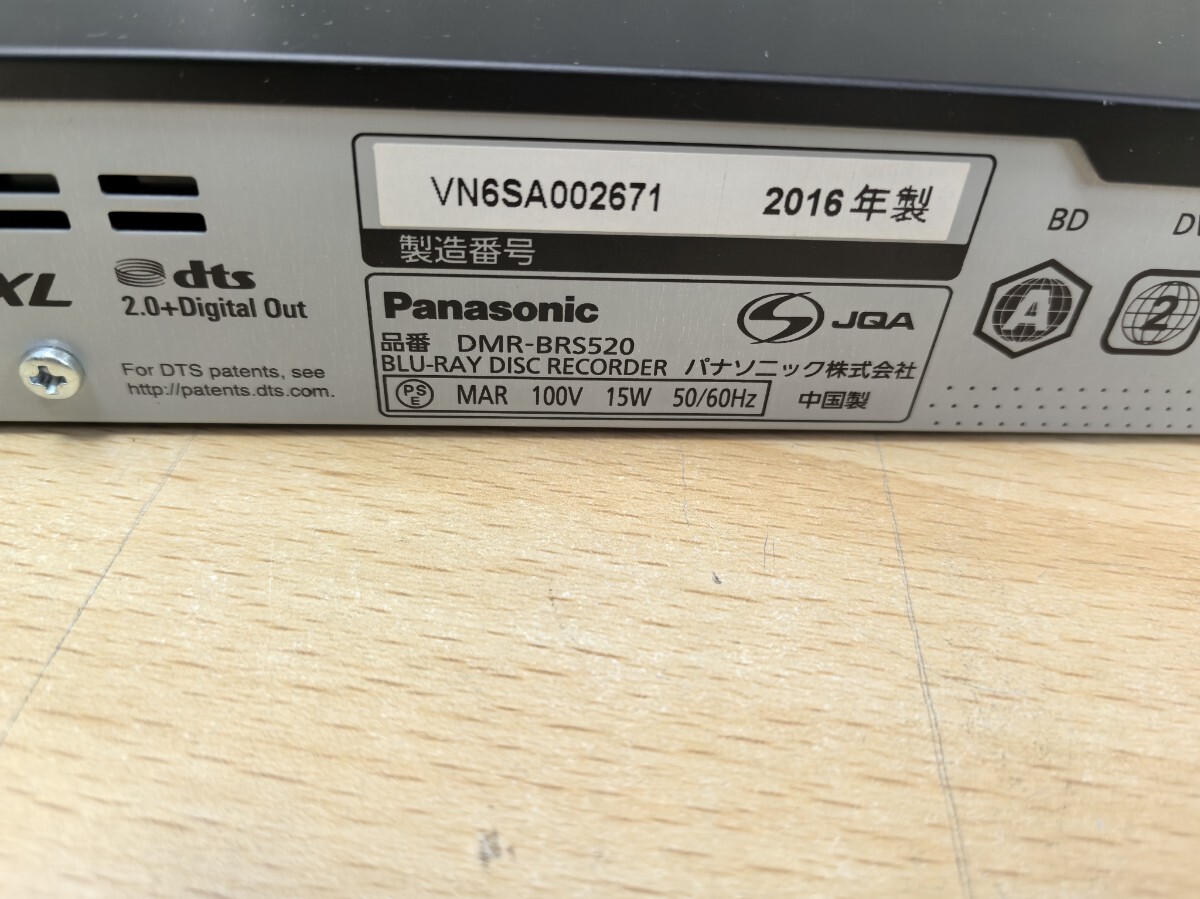 VN6SA002671 2016年製
製造番号
XL
dts
2.0+Digital Out
For DTS patents, see
http://patents.dts.com.
Panasonic
JQA
品番 DMR-BRS520
BLU-RAY DISC RECORDER パナソニック株式会社
PS
E
MAR 100V 15W 50/60Hz
中国製
BD
A
2